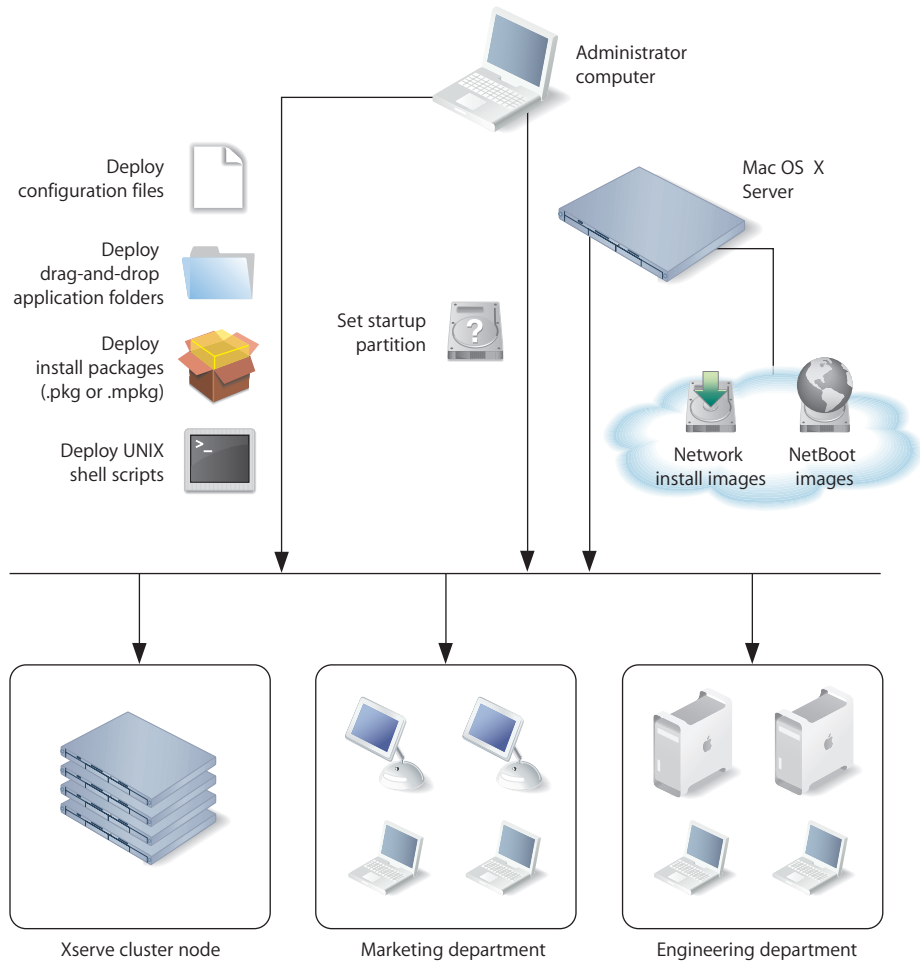 Administrator
computer
Deploy
configuration files
Mac OS X
Server
Deploy
drag-and-drop
application folders
Set startup
partition
?
Deploy
install packages
(.pkg or .mpkg)
Deploy UNIX
shell scripts
>_
Network
install images
NetBoot
images
Xserve cluster node
Marketing department
Engineering department